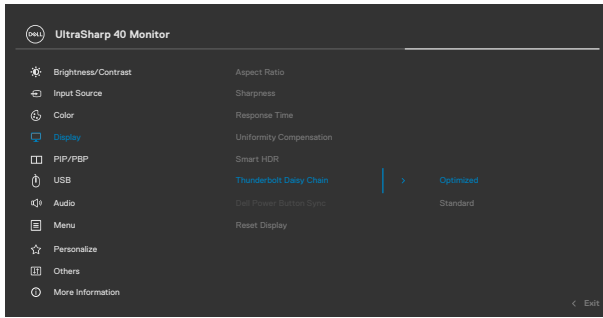 DELL UltraSharp 40 Monitor
Brightness/Contrast Aspect Ratio
Input Source Sharpness
Color Response Time
Display Uniformity Compensation
PIP/PBP Smart HDR
USB Thunderbolt Daisy Chain > Optimized
Audio Dell Power Button Sync Standard
Menu Reset Display
Personalize
Others
More Information
< Exit